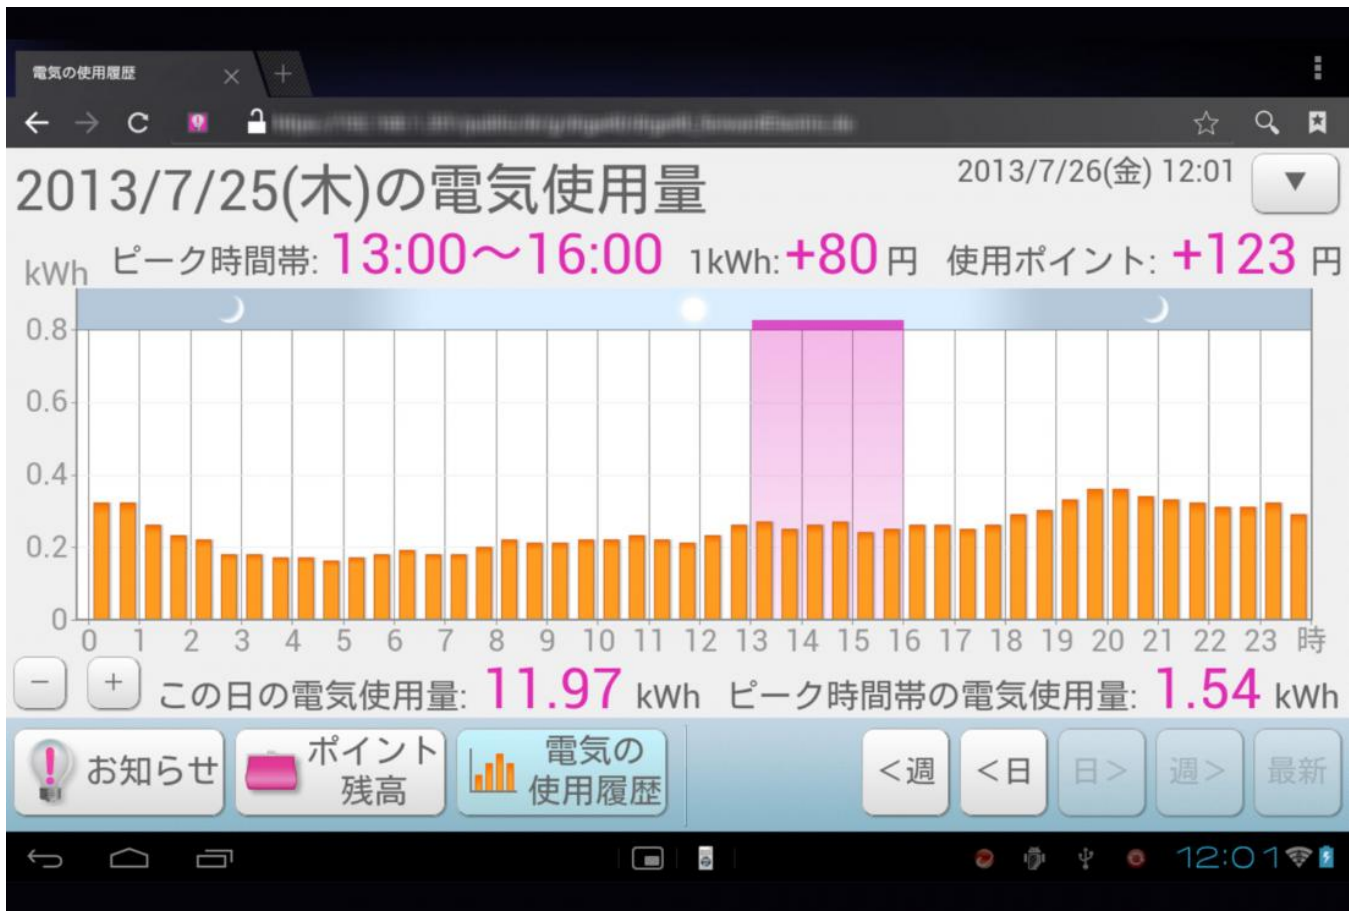 電気の使用履歴
2013/7/25(木)の電気使用量
2013/7/26(金) 12:01
▼
ピーク時間帯: 13:00～16:00 1kWh:+80 円 使用ポイント: +123 円
kWh
0.8
0.6
0.4
0.2
0
0 1 2 3 4 5 6 7 8 9 10 11 12 13 14 15 16 17 18 19 20 21 22 23 時
− + この日の電気使用量: 11.97 kWh ピーク時間帯の電気使用量: 1.54 kWh
お知らせ
ポイント
残高
電気の
使用履歴
<週 <日 日> 週> 最新
12:01